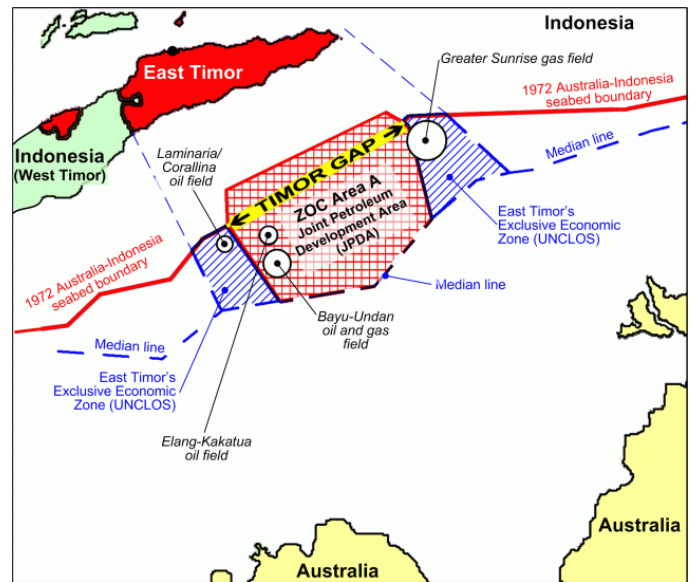 Indonesia
Greater Sunrise gas field
East Timor
1972 Australia-Indonesia
seabed boundary
Indonesia
(West Timor)
Laminaria/
Corallina
oil field
TIMOR GAP
Median line
ZOC Area A
Joint Petroleum
Development Area
(JPDA)
East Timor's
Exclusive Economic
Zone (UNCLOS)
1972 Australia-Indonesia
seabed boundary
Median line
Bayu-Undan
oil and gas
field
Median line
East Timor's
Exclusive Economic
Zone (UNCLOS)
Elang-Kakatua
oil field
Australia
Australia